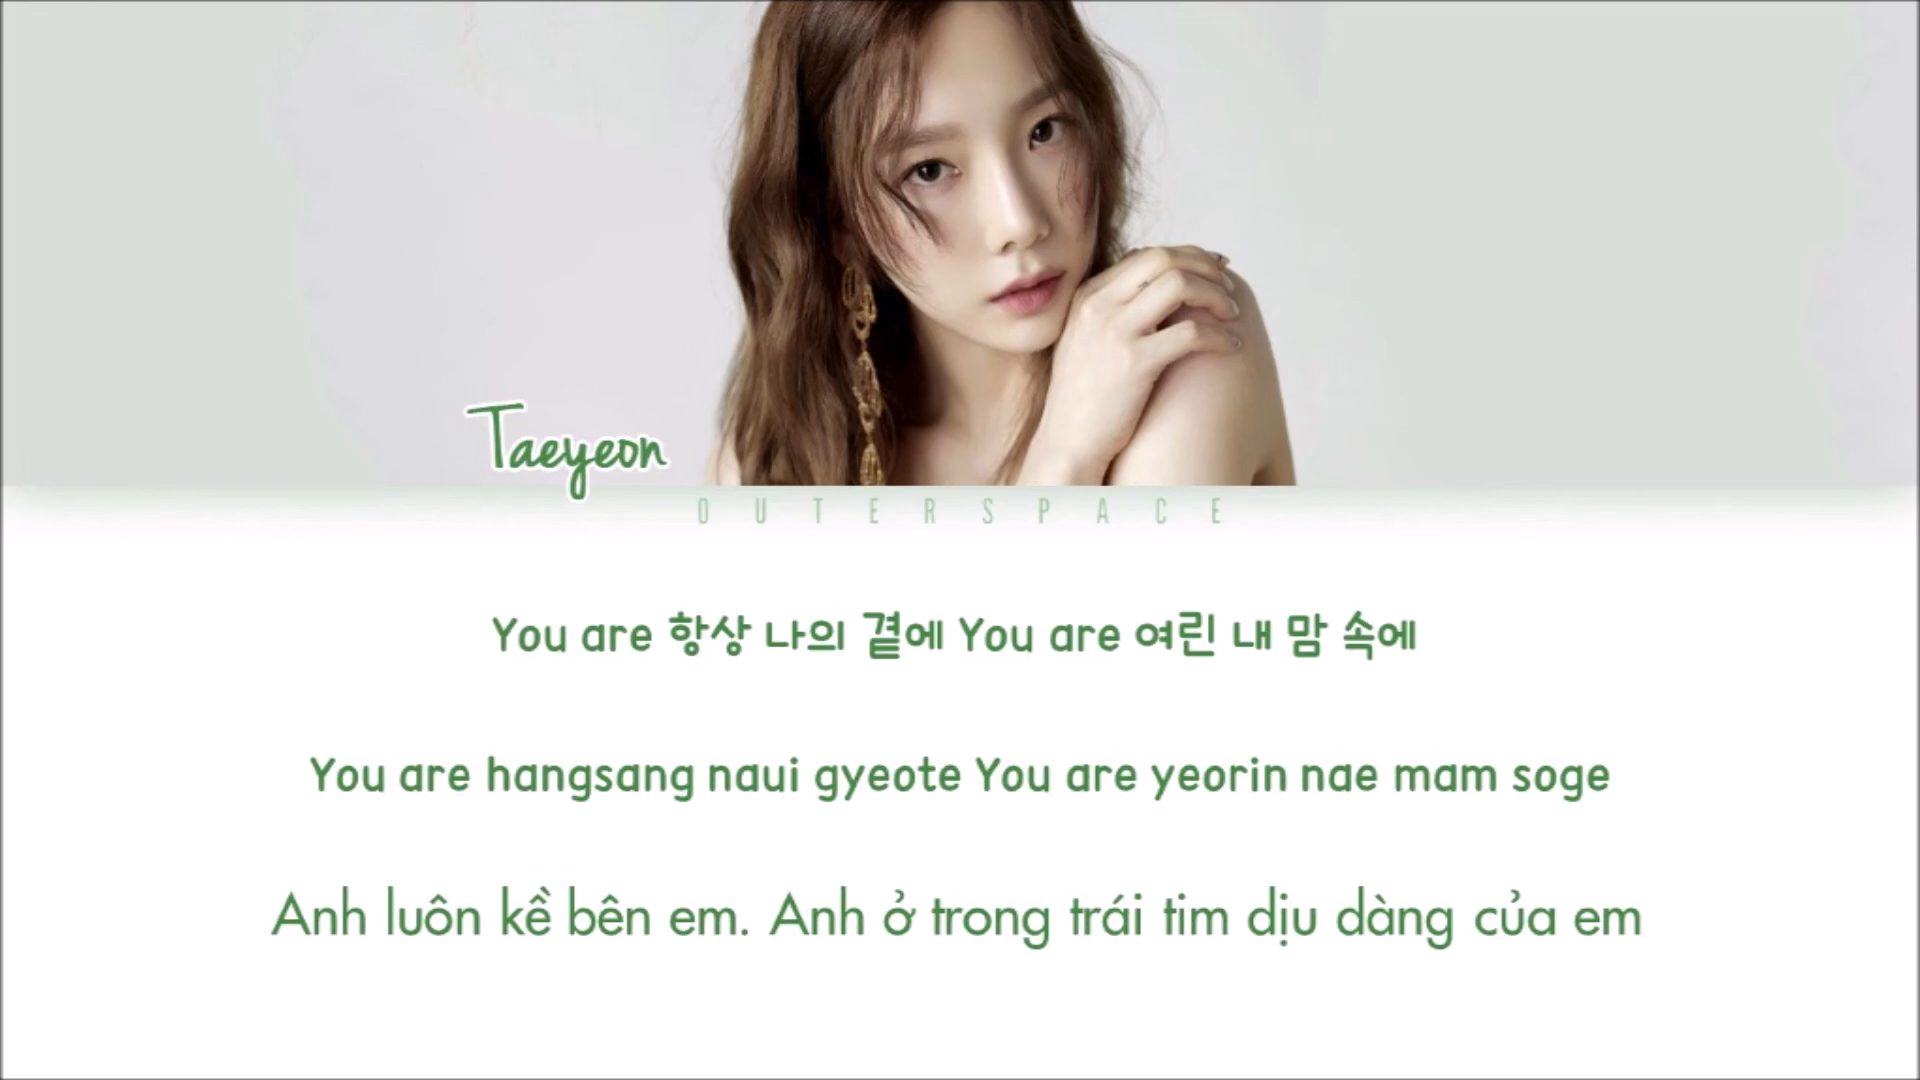 Taeyeon
OUTERSPACE
You are 항상 나의 곁에 You are 여린 내 맘 속에
You are hangsang naui gyeote You are yeorin nae mam soge
Anh luôn kề bên em. Anh ở trong trái tim dịu dàng của em